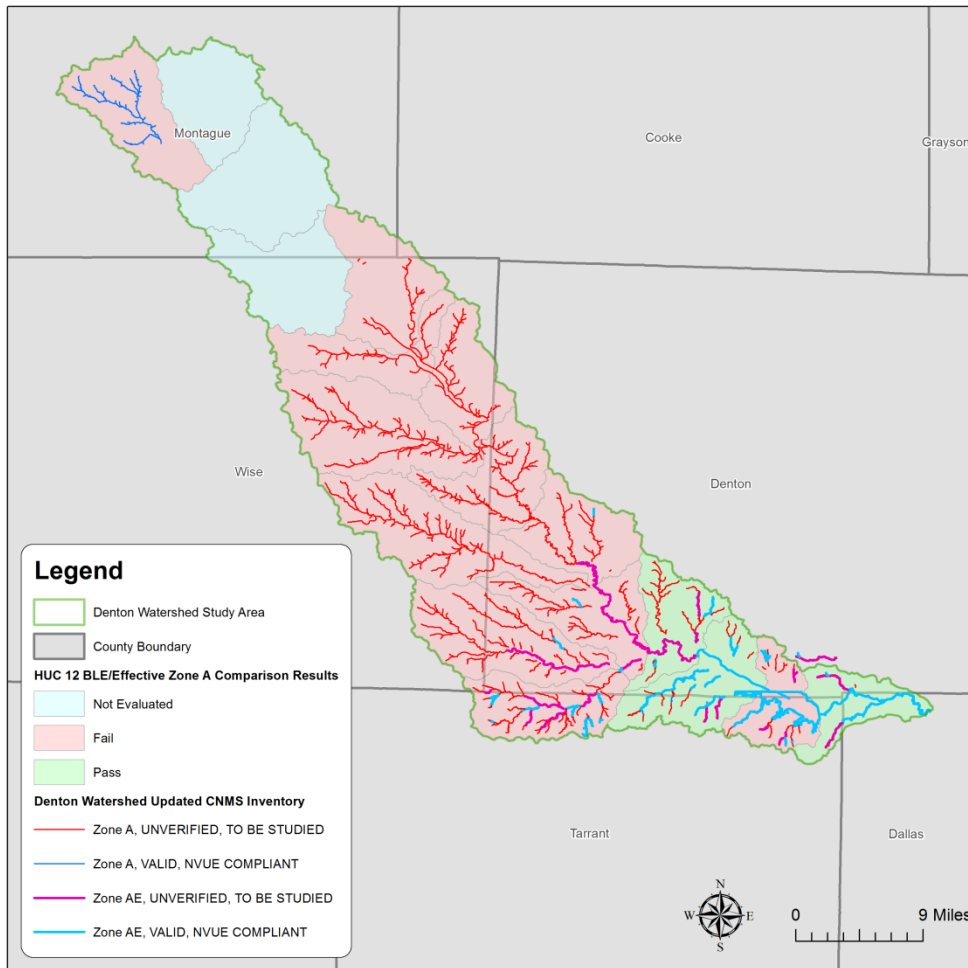 Montague
Cooke
Grayson
Wise
Denton
Tarrant
Dallas
Legend
Denton Watershed Study Area
County Boundary
HUC 12 BLE/Effective Zone A Comparison Results
Not Evaluated
Fail
Pass
Denton Watershed Updated CNMS Inventory
Zone A, UNVERIFIED, TO BE STUDIED
Zone A, VALID, NVUE COMPLIANT
Zone AE, UNVERIFIED, TO BE STUDIED
Zone AE, VALID, NVUE COMPLIANT
N
W E
S
0 9 Miles